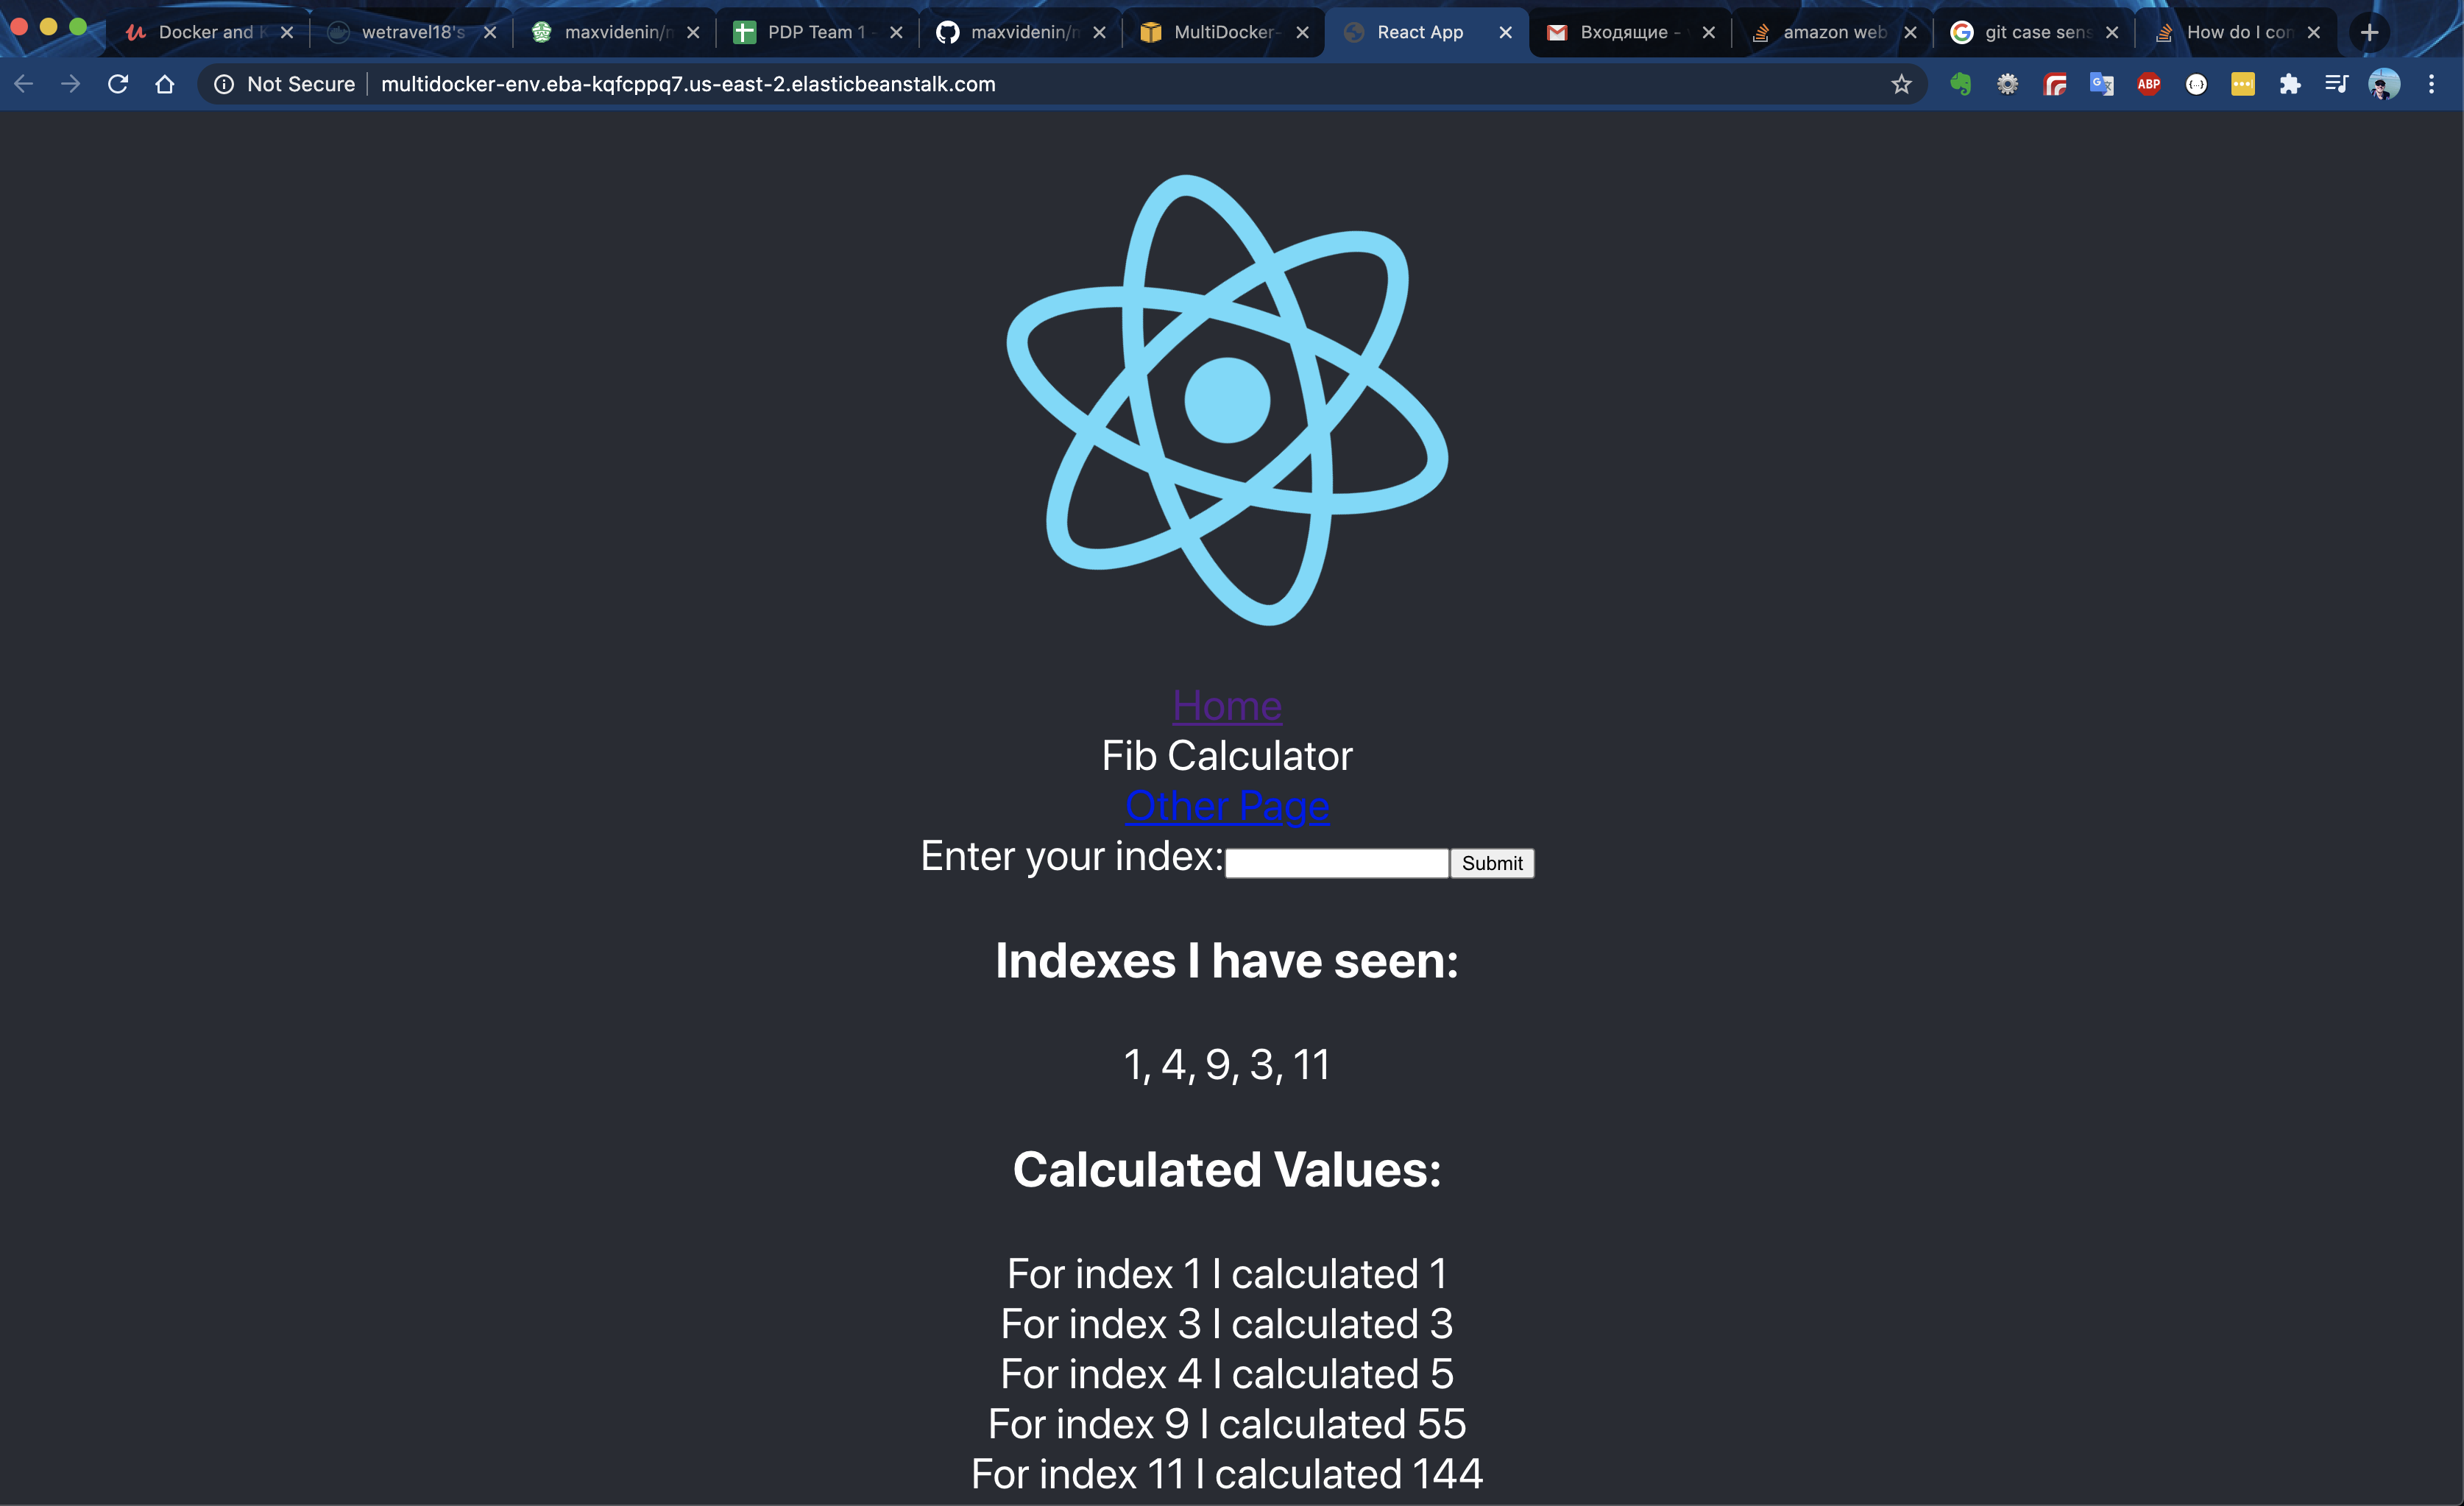 Docker and K
wetravel18's
maxvidenin/
PDP Team 1 -
maxvidenin/
MultiDocker-
React App
Входящие -
amazon web
git case sens
How do I con
Not Secure | multidocker-env.eba-kqfcppq7.us-east-2.elasticbeanstalk.com
ABP
Home
Fib Calculator
Other Page
Enter your index: Submit
Indexes I have seen:
1, 4, 9, 3, 11
Calculated Values:
For index 1 I calculated 1
For index 3 I calculated 3
For index 4 I calculated 5
For index 9 I calculated 55
For index 11 I calculated 144